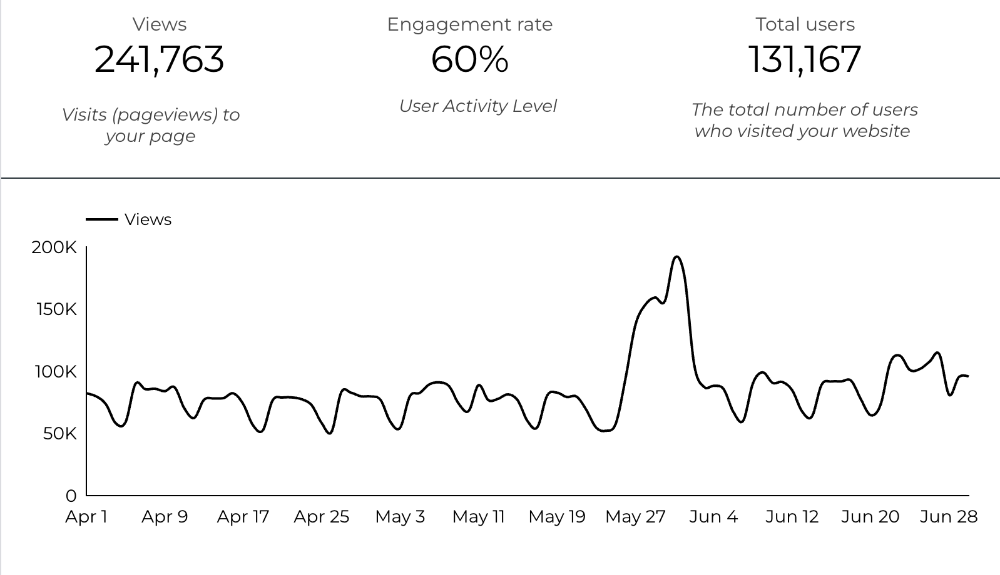 Views
241,763
Visits (pageviews) to
your page
Engagement rate
60%
User Activity Level
Total users
131,167
The total number of users
who visited your website
Views
200K
150K
100K
50K
0
Apr 1 Apr 9 Apr 17 Apr 25 May 3 May 11 May 19 May 27 Jun 4 Jun 12 Jun 20 Jun 28